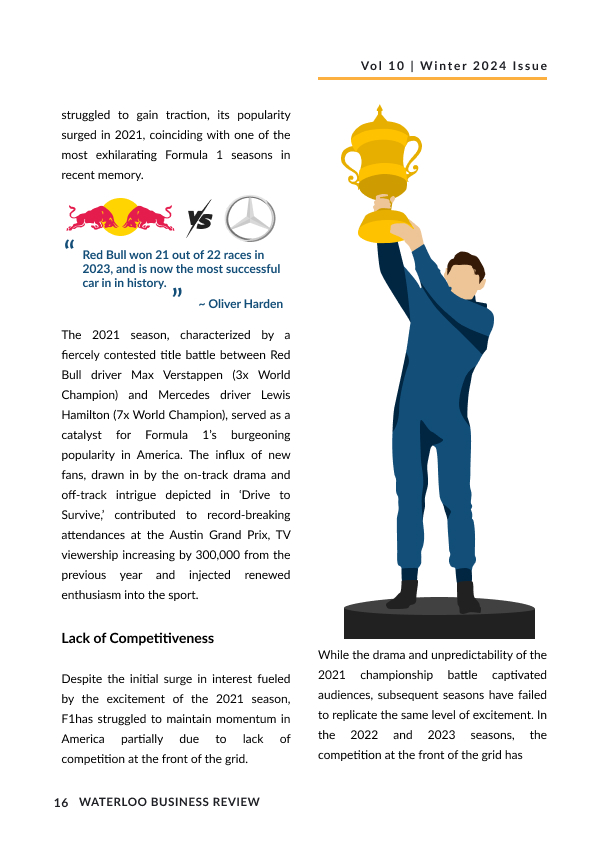 Vol 10 | Winter 2024 Issue
struggled to gain traction, its popularity
surged in 2021, coinciding with one of the
most exhilarating Formula 1 seasons in
recent memory.
VS
“
Red Bull won 21 out of 22 races in
2023, and is now the most successful
car in in history.
”
~ Oliver Harden
The 2021 season, characterized by a
fiercely contested title battle between Red
Bull driver Max Verstappen (3x World
Champion) and Mercedes driver Lewis
Hamilton (7x World Champion), served as a
catalyst for Formula 1’s burgeoning
popularity in America. The influx of new
fans, drawn in by the on-track drama and
off-track intrigue depicted in ‘Drive to
Survive,’ contributed to record-breaking
attendances at the Austin Grand Prix, TV
viewership increasing by 300,000 from the
previous year and injected renewed
enthusiasm into the sport.
Lack of Competitiveness
Despite the initial surge in interest fueled
by the excitement of the 2021 season,
F1has struggled to maintain momentum in
America partially due to lack of
competition at the front of the grid.
While the drama and unpredictability of the
2021 championship battle captivated
audiences, subsequent seasons have failed
to replicate the same level of excitement. In
the 2022 and 2023 seasons, the
competition at the front of the grid has
16 WATERLOO BUSINESS REVIEW